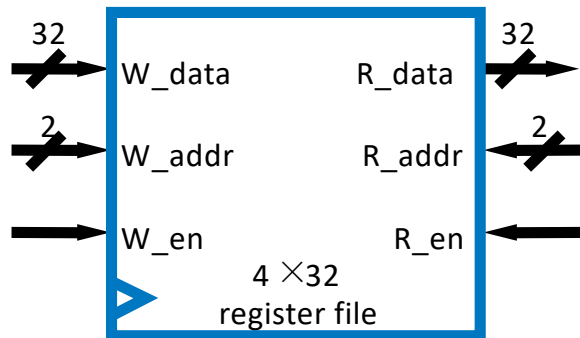 32 32
W_data R_data
2 2
W_addr R_addr
W_en R_en
4 ×32
register file